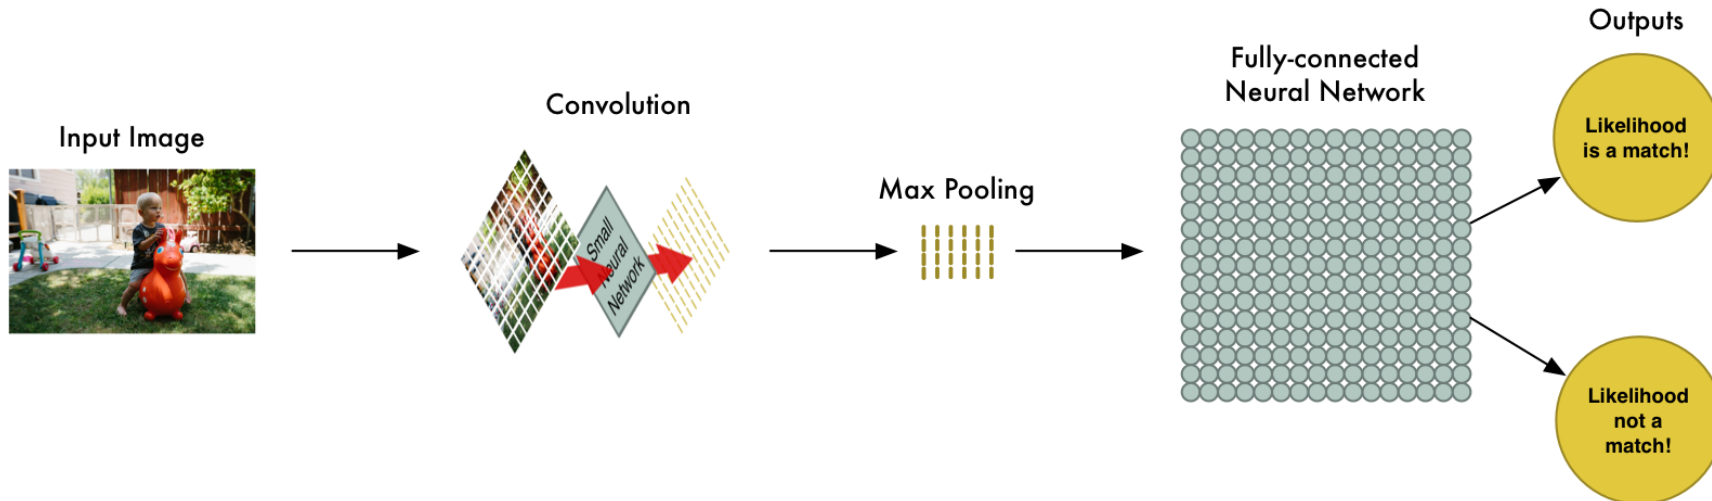 Input Image
Convolution
Small
Neural
Network
Max Pooling
Fully-connected
Neural Network
Outputs
Likelihood
is a match!
Likelihood
not a
match!